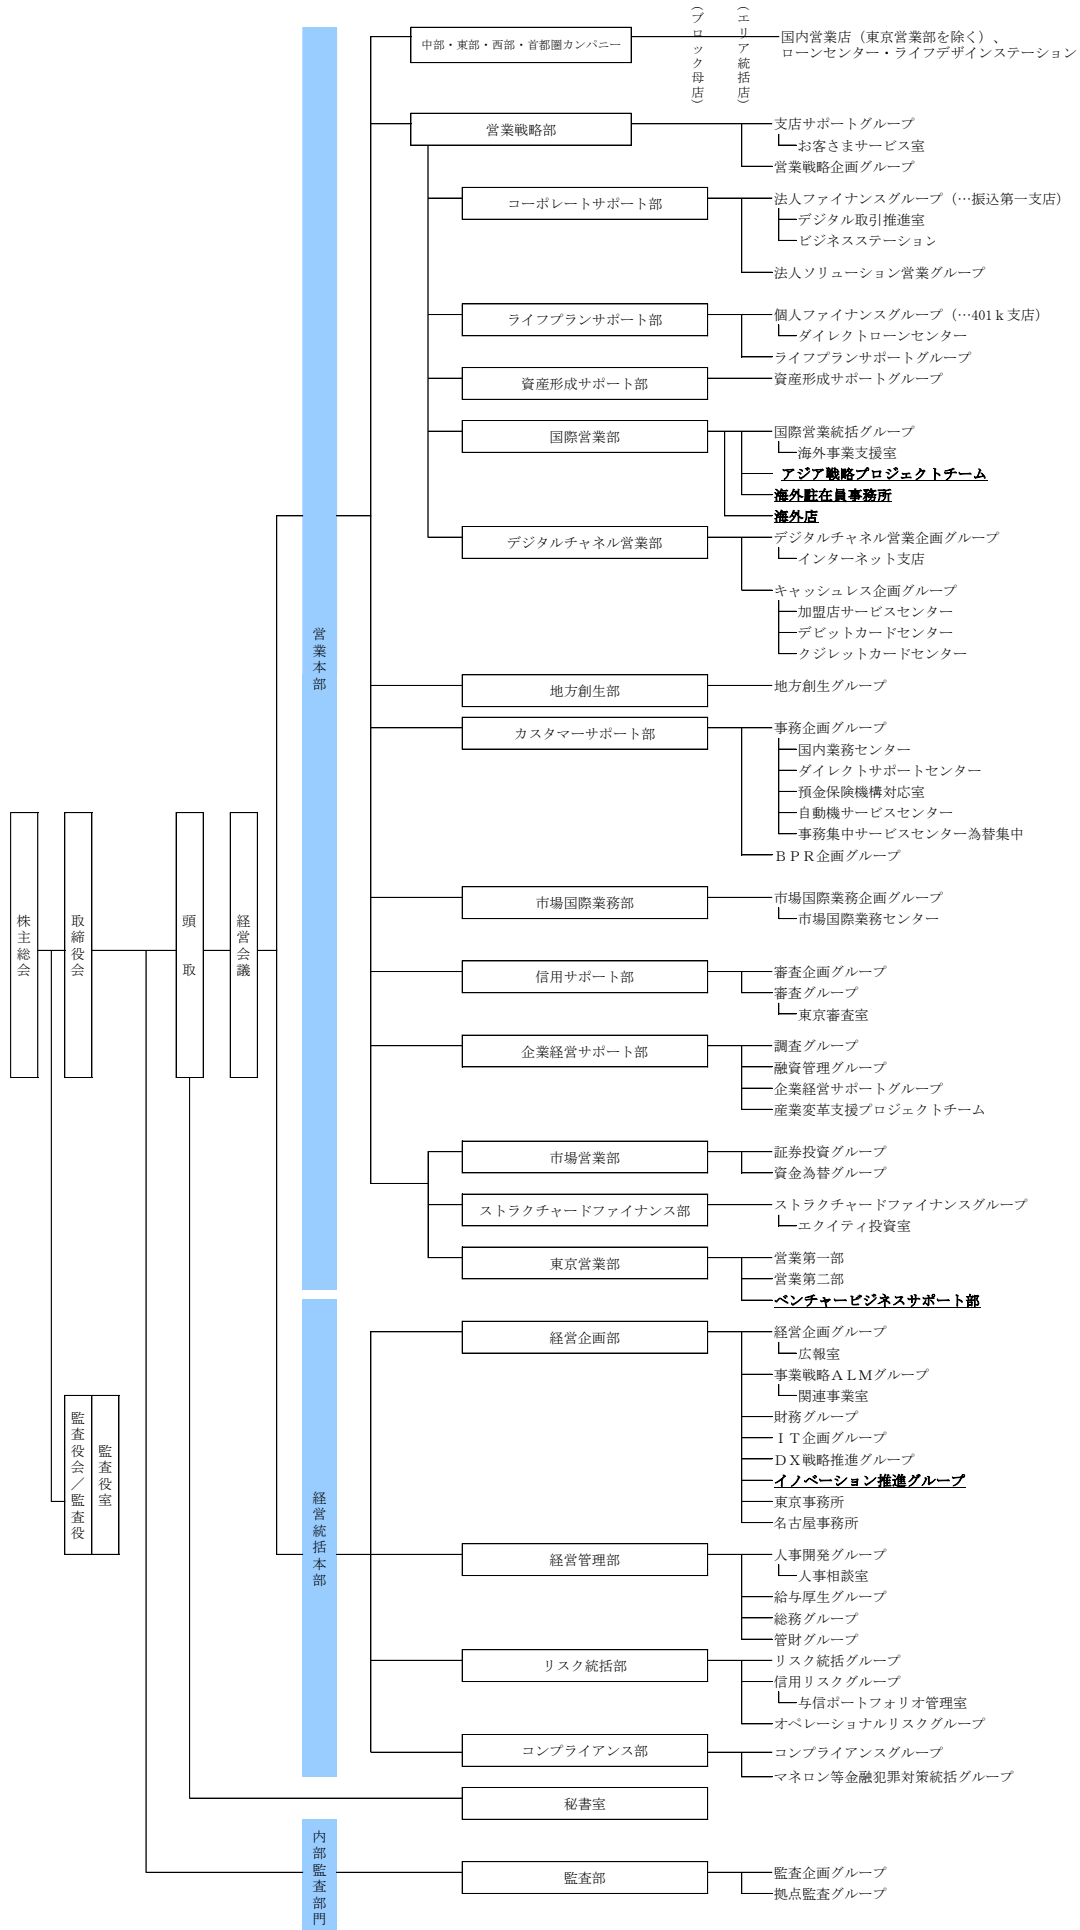 (ブロック母店)
(エリア統括店)
中部・東部・西部・首都圏カンパニー
国内営業店（東京営業部を除く）、
ローンセンター・ライフデザインステーション
営業戦略部
支店サポートグループ
お客さまサービス室
営業戦略企画グループ
コーポレートサポート部
法人ファイナンスグループ（…振込第一支店）
デジタル取引推進室
ビジネスステーション
法人ソリューション営業グループ
ライフプランサポート部
個人ファイナンスグループ（…401ｋ支店）
ダイレクトローンセンター
ライフプランサポートグループ
資産形成サポート部
資産形成サポートグループ
国際営業部
国際営業統括グループ
海外事業支援室
アジア戦略プロジェクトチーム
海外駐在員事務所
海外店
デジタルチャネル営業部
デジタルチャネル営業企画グループ
インターネット支店
キャッシュレス企画グループ
加盟店サービスセンター
デビットカードセンター
クジレットカードセンター
営業本部
地方創生部
地方創生グループ
カスタマーサポート部
事務企画グループ
国内業務センター
ダイレクトサポートセンター
預金保険機構対応室
自動機サービスセンター
事務集中サービスセンター為替集中
ＢＰＲ企画グループ
株主総会
取締役会
頭取
経営会議
市場国際業務部
市場国際業務企画グループ
市場国際業務センター
信用サポート部
審査企画グループ
審査グループ
東京審査室
企業経営サポート部
調査グループ
融資管理グループ
企業経営サポートグループ
産業変革支援プロジェクトチーム
市場営業部
証券投資グループ
資金為替グループ
ストラクチャードファイナンス部
ストラクチャードファイナンスグループ
エクイティ投資室
東京営業部
営業第一部
営業第二部
ベンチャービジネスサポート部
経営企画部
経営企画グループ
広報室
事業戦略ＡＬＭグループ
関連事業室
財務グループ
ＩＴ企画グループ
ＤＸ戦略推進グループ
イノベーション推進グループ
東京事務所
名古屋事務所
監査役会／監査役
監査役室
経営統括本部
経営管理部
人事開発グループ
人事相談室
給与厚生グループ
総務グループ
管財グループ
リスク統括部
リスク統括グループ
信用リスクグループ
与信ポートフォリオ管理室
オペレーショナルリスクグループ
コンプライアンス部
コンプライアンスグループ
マネロン等金融犯罪対策統括グループ
秘書室
内部監査部門
監査部
監査企画グループ
拠点監査グループ